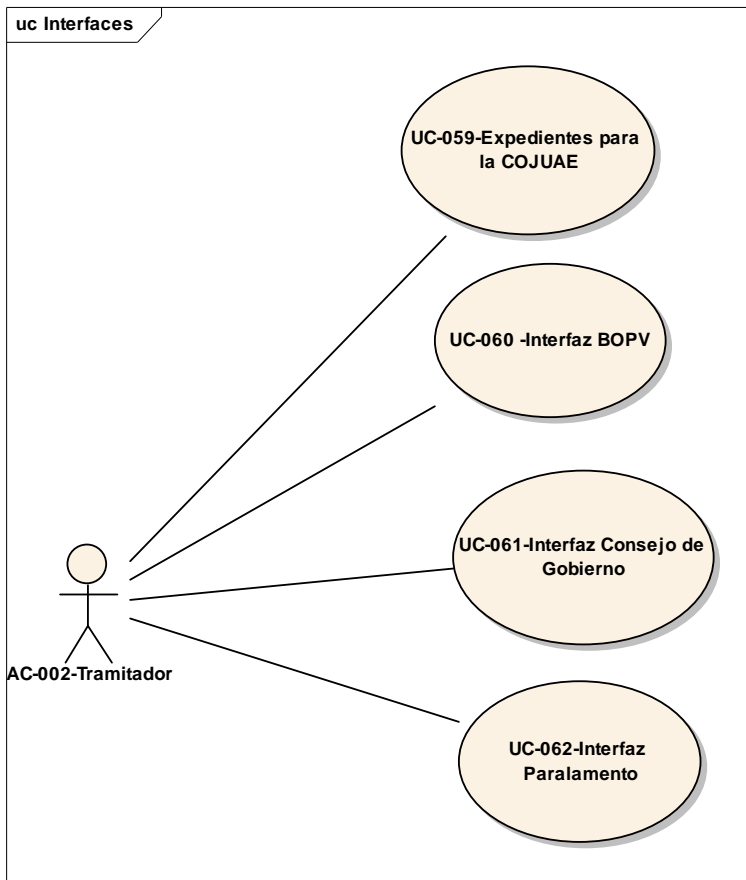 uc Interfaces
UC-059-Expedientes para
la COJUAE
UC-060 -Interfaz BOPV
UC-061-Interfaz Consejo de
Gobierno
AC-002-Tramitador
UC-062-Interfaz
Paralamento